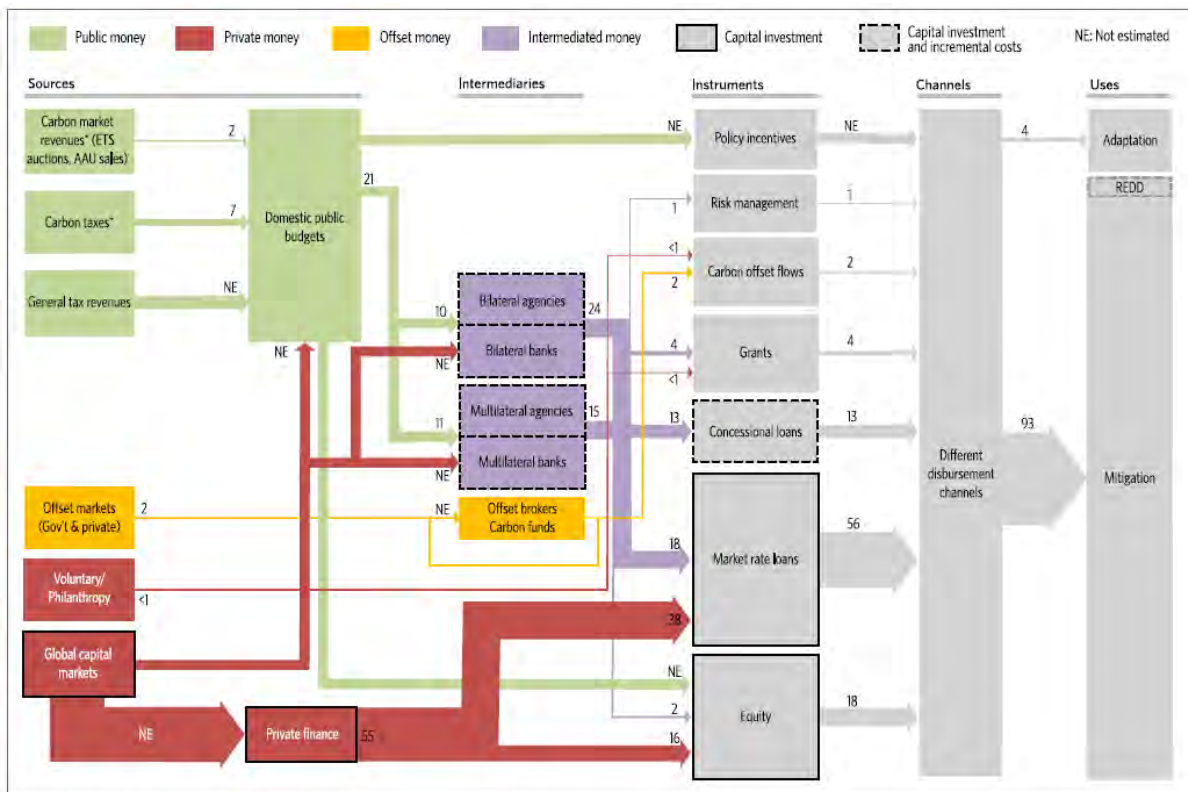 Public money
Private money
Offset money
Intermediated money
Capital investment
Capital investment
and incremental costs
NE: Not estimated
Sources
Intermediaries
Instruments
Channels
Uses
Carbon market
revenues* (ETS
auctions, AAU sales)
2
Carbon taxes*
7
General tax revenues
NE
Domestic public
budgets
21
NE
10
11
NE
NE
Bilateral agencies
24
Bilateral banks
Multilateral agencies
15
Multilateral banks
Offset markets
(Gov't & private)
2
NE
Offset brokers
Carbon funds
Voluntary/
Philanthropy
<1
Global capital
markets
NE
Private finance
55
NE
Policy incentives
NE
1
Risk management
1
<1
Carbon offset flows
2
2
4
Grants
4
<1
13
Concessional loans
13
18
Market rate loans
56
38
NE
Equity
2
18
16
Different
disbursement
channels
4
93
Adaptation
REDD
Mitigation